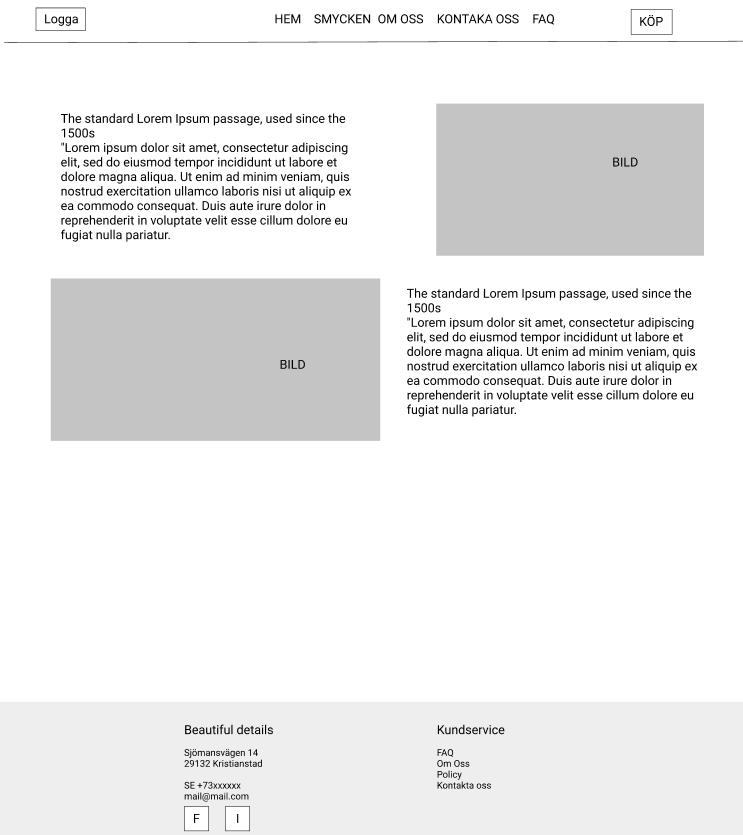 Logga
HEM SMYCKEN OM OSS KONTAKA OSS FAQ
KÖP
The standard Lorem Ipsum passage, used since the
1500s
"Lorem ipsum dolor sit amet, consectetur adipiscing
elit, sed do eiusmod tempor incididunt ut labore et
dolore magna aliqua. Ut enim ad minim veniam, quis
nostrud exercitation ullamco laboris nisi ut aliquip ex
ea commodo consequat. Duis aute irure dolor in
reprehenderit in voluptate velit esse cillum dolore eu
fugiat nulla pariatur.
BILD
BILD
The standard Lorem Ipsum passage, used since the
1500s
"Lorem ipsum dolor sit amet, consectetur adipiscing
elit, sed do eiusmod tempor incididunt ut labore et
dolore magna aliqua. Ut enim ad minim veniam, quis
nostrud exercitation ullamco laboris nisi ut aliquip ex
ea commodo consequat. Duis aute irure dolor in
reprehenderit in voluptate velit esse cillum dolore eu
fugiat nulla pariatur.
Beautiful details
Sjömansvägen 14
29132 Kristianstad
SE +73xxxxxx
mail@mail.com
F
I
Kundservice
FAQ
Om Oss
Policy
Kontakta oss